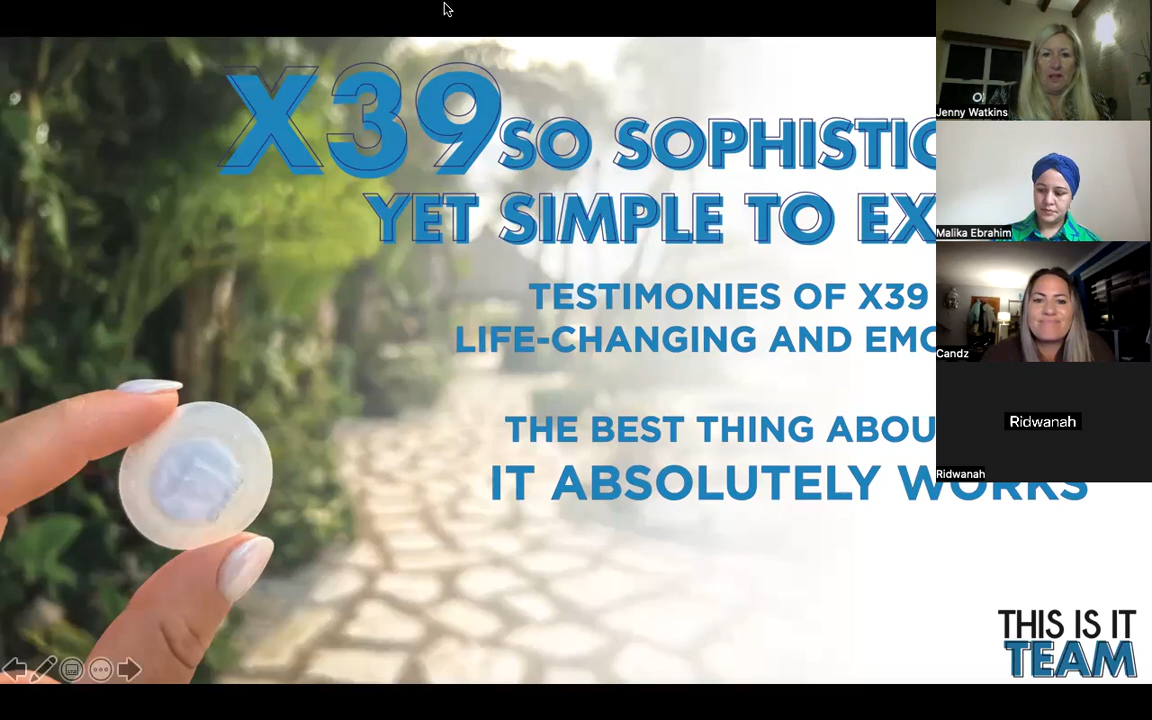 X39 SO SOPHISTIC
YET SIMPLE TO EX
TESTIMONIES OF X39
LIFE-CHANGING AND EMO
THE BEST THING ABOU
IT ABSOLUTELY WORKS
THIS IS IT
TEAM
Jenny Watkins
Malika Ebrahim
Candz
Ridwanah
Ridwanah